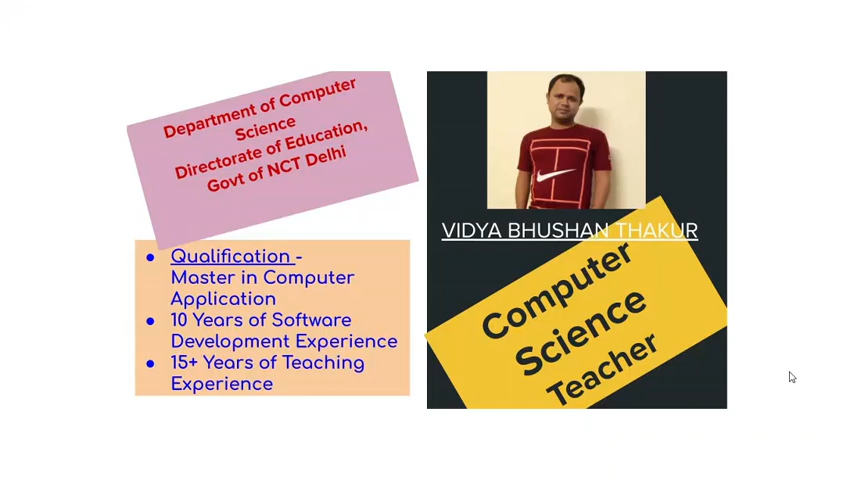 Department of Computer
Science
Directorate of Education,
Govt of NCT Delhi
Qualification -
Master in Computer
Application
10 Years of Software
Development Experience
15+ Years of Teaching
Experience
VIDYA BHUSHAN THAKUR
Computer
Science
Teacher